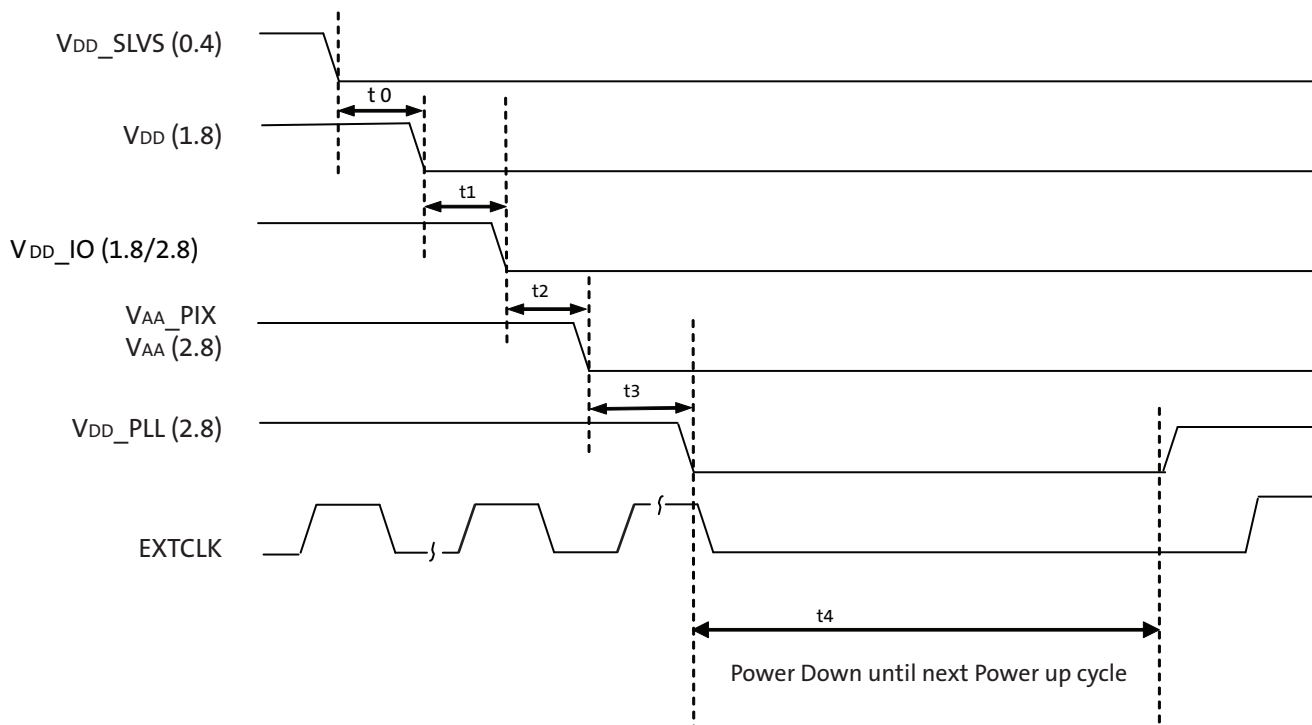 VDD_SLVS (0.4)
t 0
VDD (1.8)
t1
VDD_IO (1.8/2.8)
t2
VAA_PIX
VAA (2.8)
t3
VDD_PLL (2.8)
EXTCLK
t4
Power Down until next Power up cycle